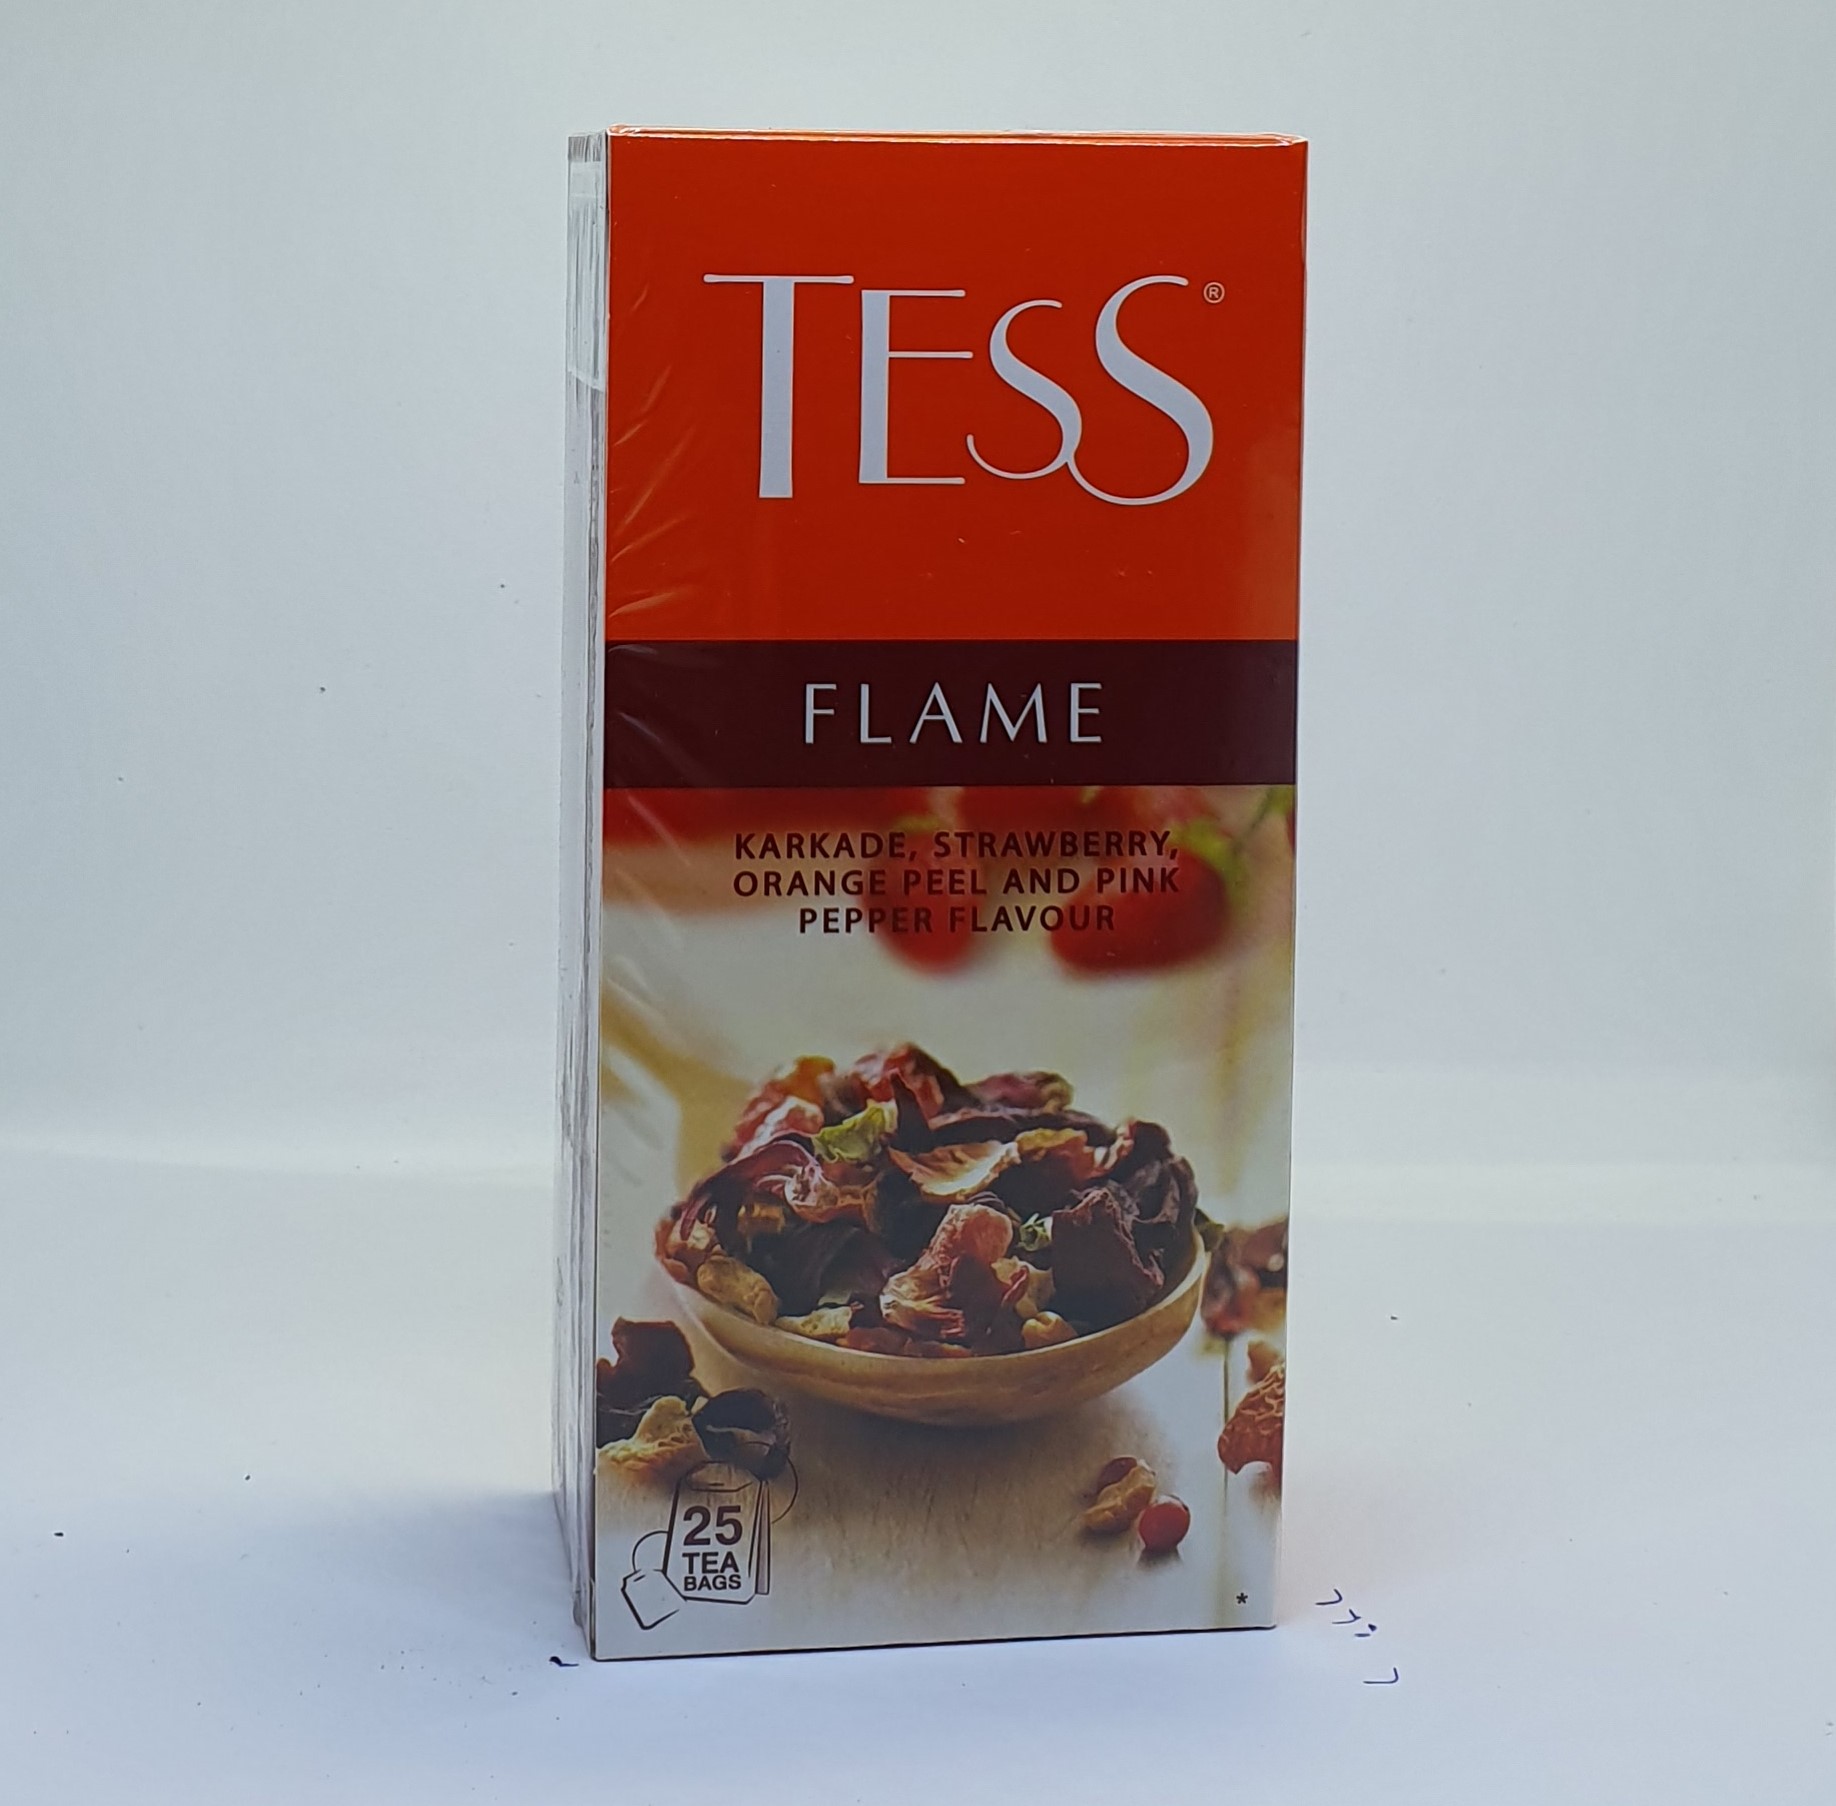 TESS®
FLAME
KARKADE, STRAWBERRY,
ORANGE PEEL AND PINK
PEPPER FLAVOUR
25
TEA
BAGS
*